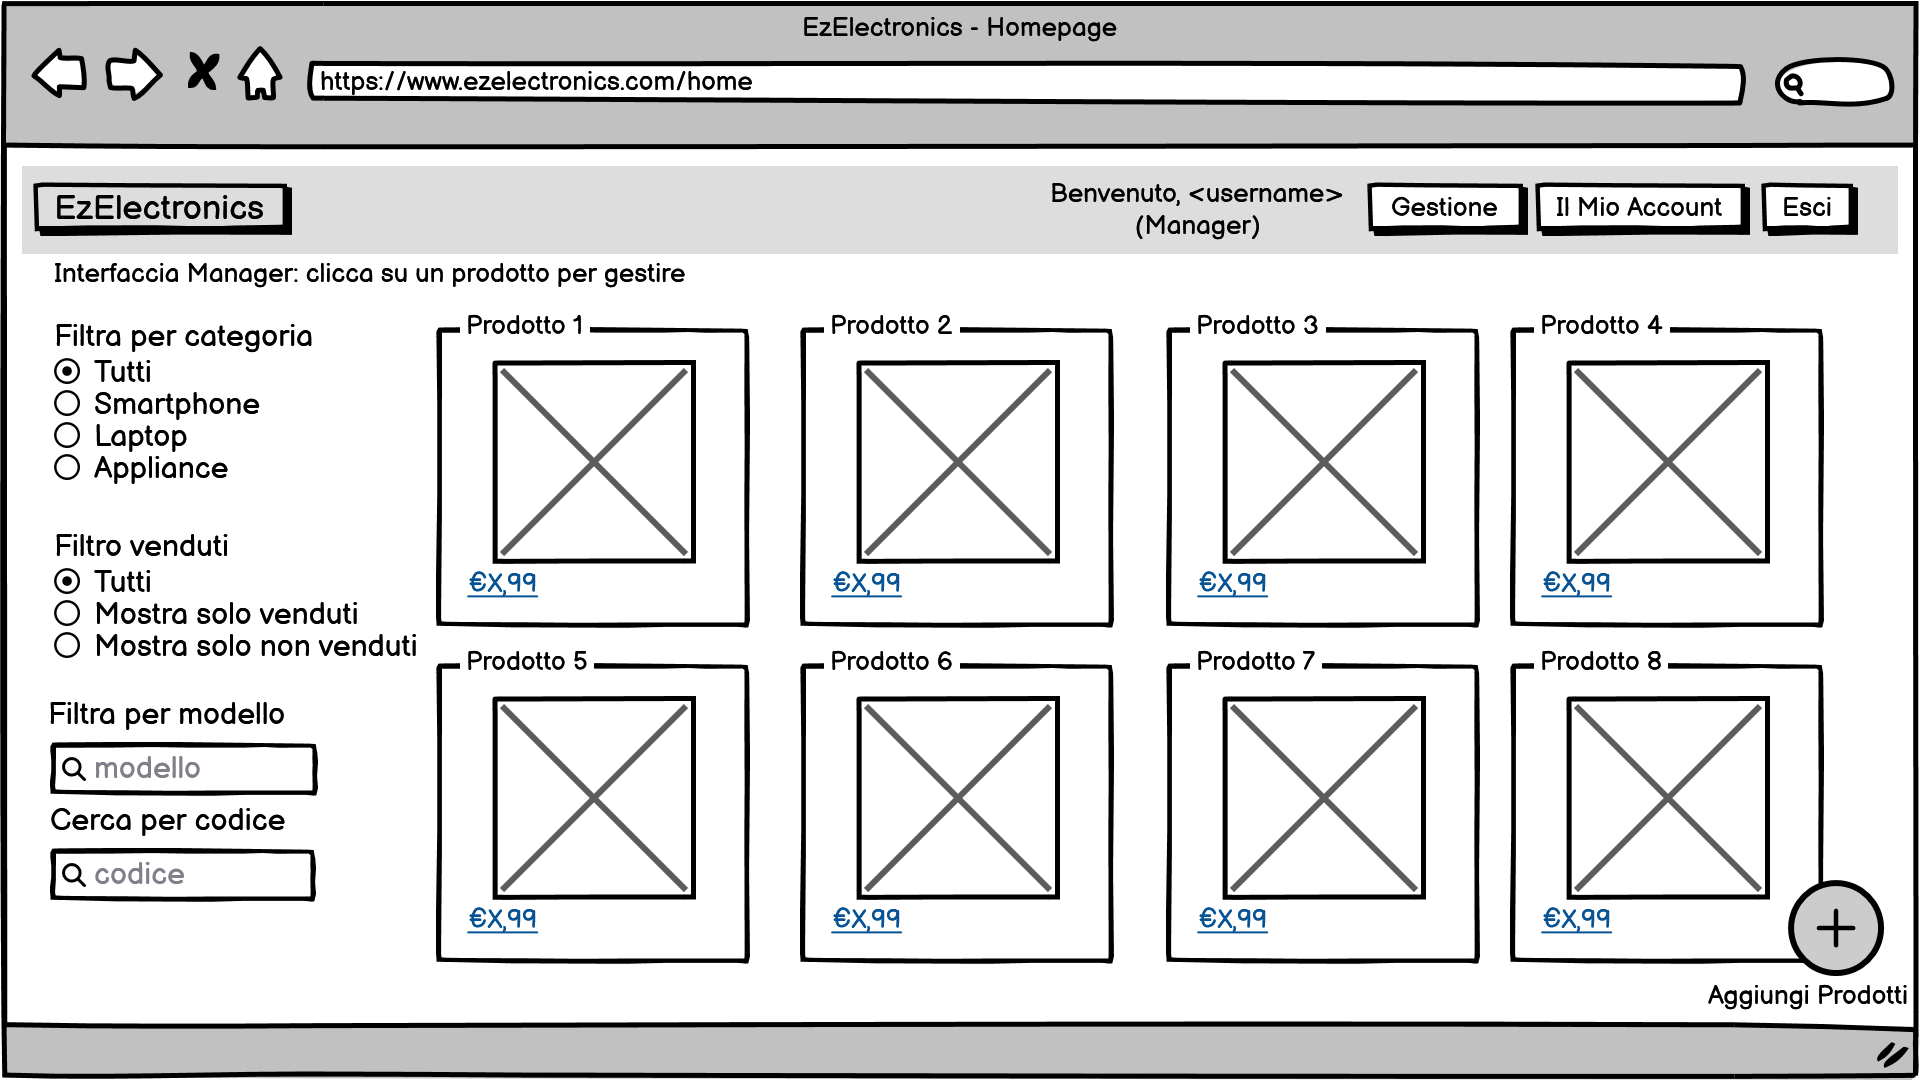 EzElectronics - Homepage
https://www.ezelectronics.com/home
EzElectronics
Benvenuto, <username>
(Manager)
Gestione
Il Mio Account
Esci
Interfaccia Manager: clicca su un prodotto per gestire
Filtra per categoria
Tutti
Smartphone
Laptop
Appliance
Filtro venduti
Tutti
Mostra solo venduti
Mostra solo non venduti
Filtra per modello
modello
Cerca per codice
codice
Prodotto 1
€X,99
Prodotto 2
€X,99
Prodotto 3
€X,99
Prodotto 4
€X,99
Prodotto 5
€X,99
Prodotto 6
€X,99
Prodotto 7
€X,99
Prodotto 8
€X,99
+
Aggiungi Prodotti